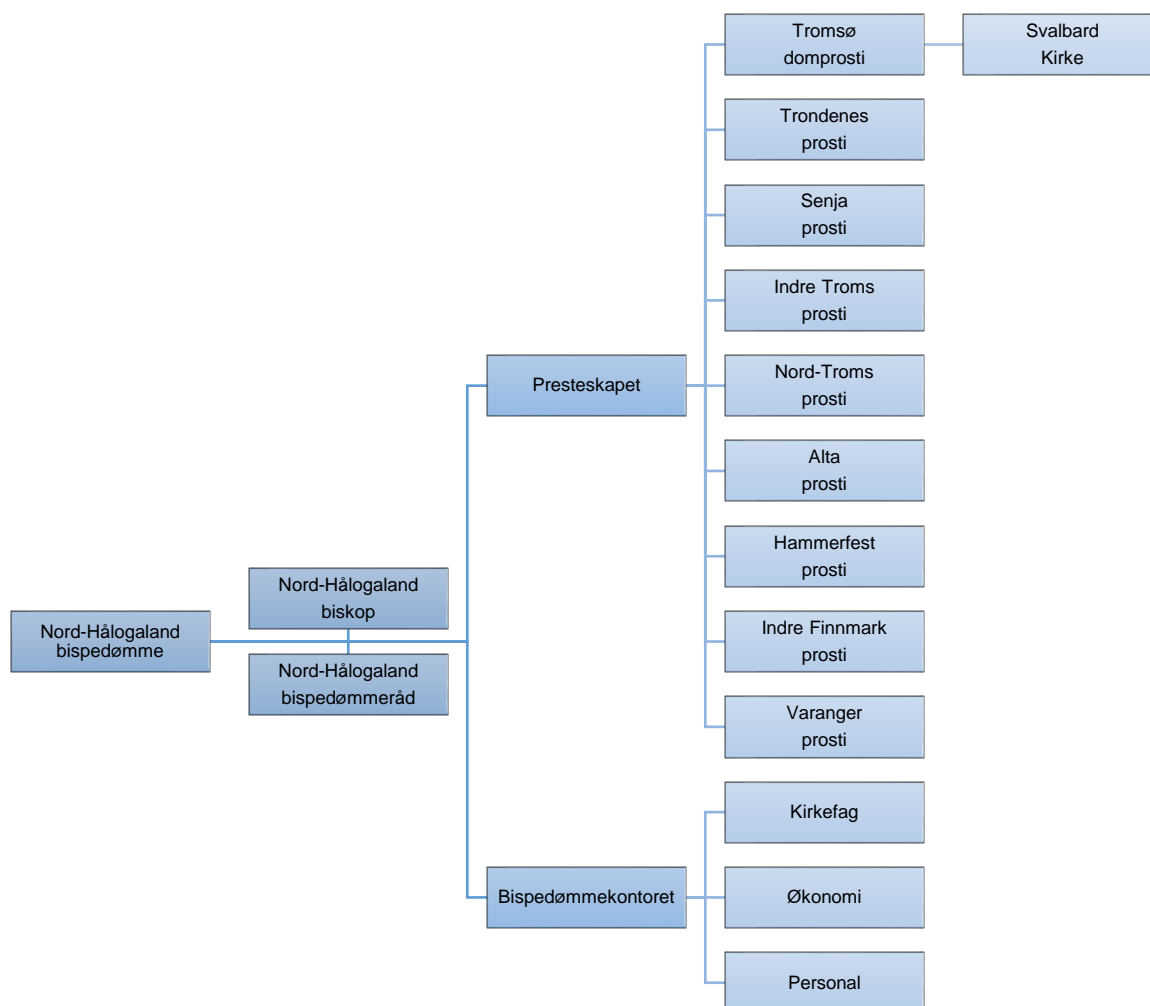 Nord-Hålogaland
bispedømme
Nord-Hålogaland
biskop
Nord-Hålogaland
bispedømmeråd
Presteskapet
Tromsø
domprosti
Svalbard
Kirke
Trondenes
prosti
Senja
prosti
Indre Troms
prosti
Nord-Troms
prosti
Alta
prosti
Hammerfest
prosti
Indre Finnmark
prosti
Varanger
prosti
Bispedømmekontoret
Kirkefag
Økonomi
Personal